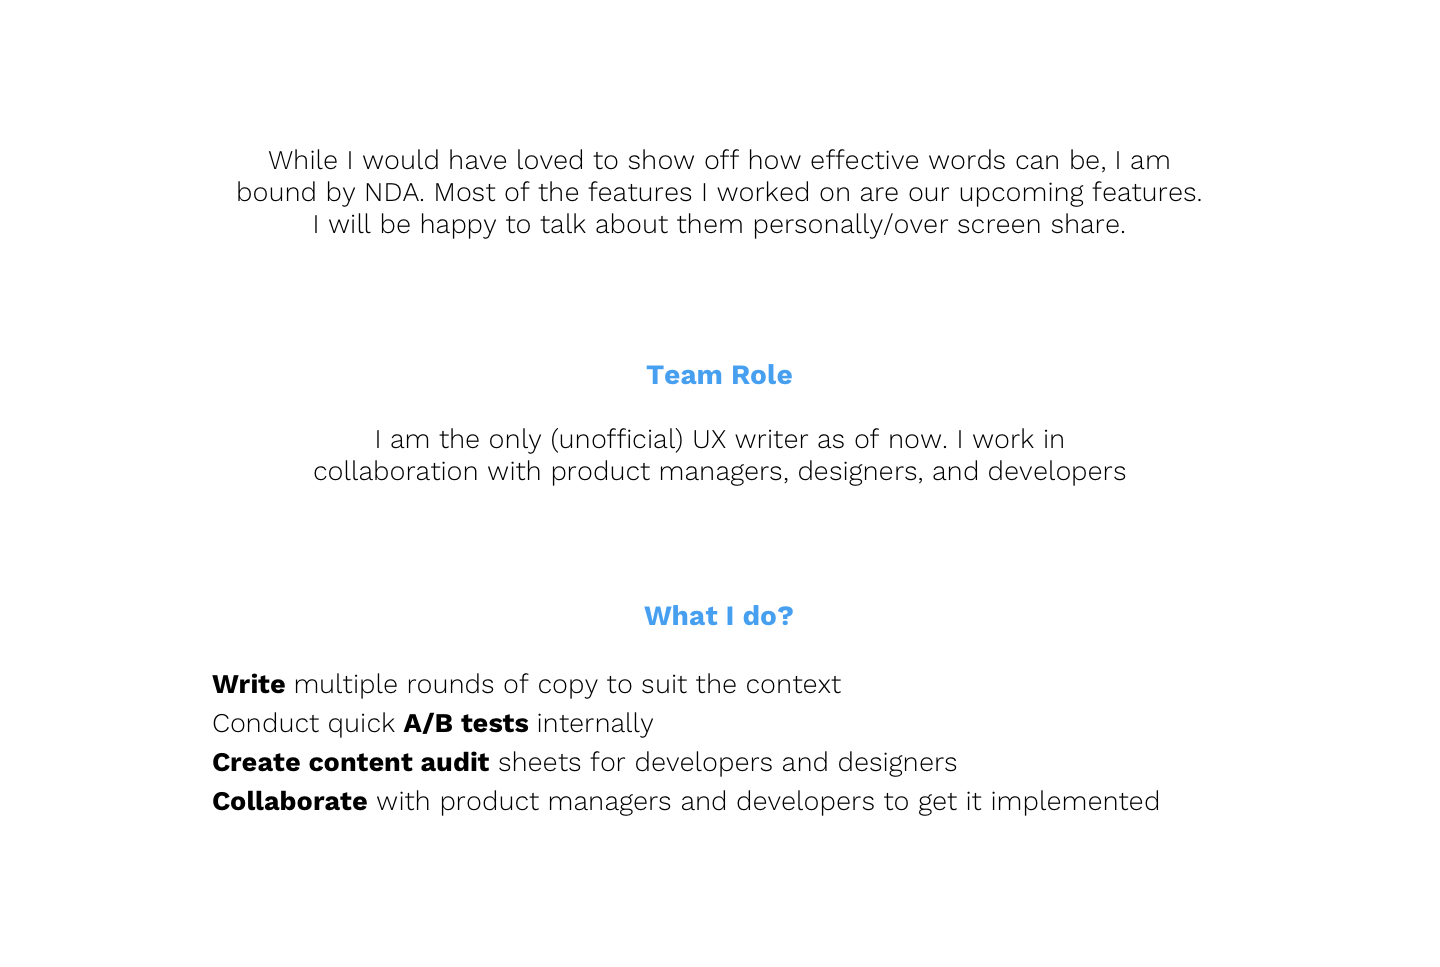 While I would have loved to show off how effective words can be, I am
bound by NDA. Most of the features I worked on are our upcoming features.
I will be happy to talk about them personally/over screen share.
Team Role
I am the only (unofficial) UX writer as of now. I work in
collaboration with product managers, designers, and developers
What I do?
Write multiple rounds of copy to suit the context
Conduct quick A/B tests internally
Create content audit sheets for developers and designers
Collaborate with product managers and developers to get it implemented